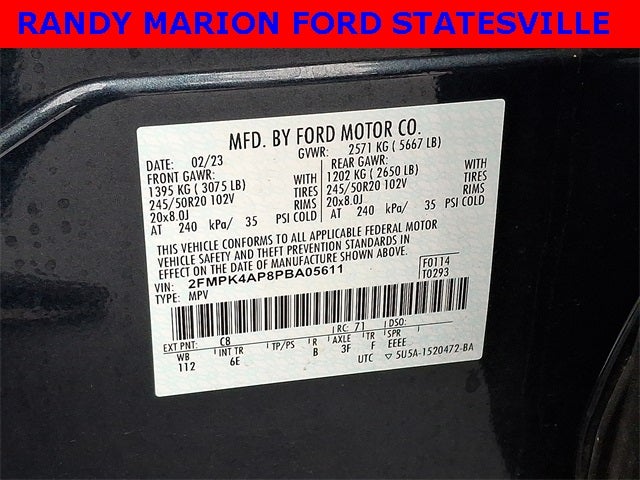 RANDY MARION FORD STATESVILLE
MFD. BY FORD MOTOR CO.
DATE: 02/23 GVWR: 2571 KG ( 5667 LB)
FRONT GAWR: REAR GAWR:
1395 KG ( 3075 LB) WITH 1202 KG ( 2650 LB) WITH
245/50R20 102V TIRES 245/50R20 102V TIRES
20x8.0J RIMS 20x8.0J RIMS
AT 240 kPa/ 35 PSI COLD AT 240 kPa/ 35 PSI COLD
THIS VEHICLE CONFORMS TO ALL APPLICABLE FEDERAL MOTOR
VEHICLE SAFETY AND THEFT PREVENTION STANDARDS IN
EFFECT ON THE DATE OF MANUFACTURE SHOWN ABOVE.
VIN: 2FMPK4AP8PBA05611 F0114
TYPE: MPV T0293
EXT PNT: C8 RC: 71 DSO:
WB INT TR TP/PS R AXLE TR SPR
112 6E B 3F F EEEE
UTC ▽ 5U5A-1520472-BA